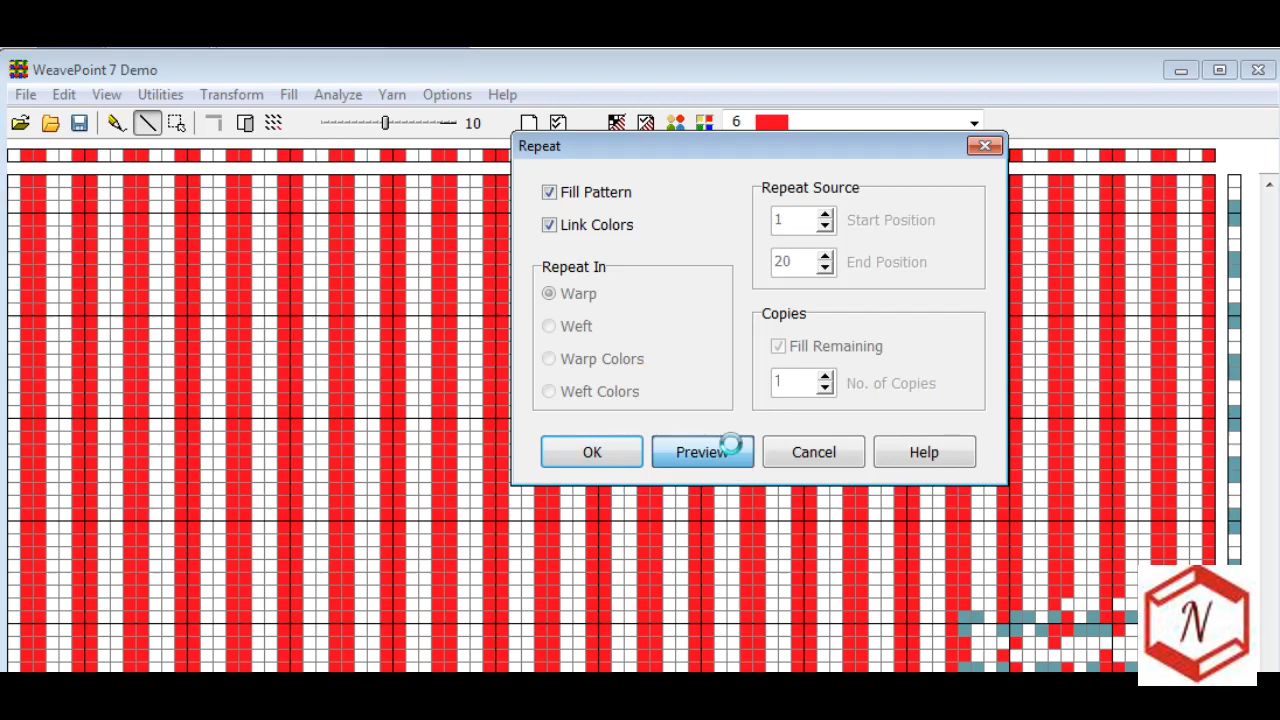 WeavePoint 7 Demo
File Edit View Utilities Transform Fill Analyze Yarn Options Help
10
6
Repeat
Fill Pattern
Link Colors
Repeat In
Warp
Weft
Warp Colors
Weft Colors
Repeat Source
1 Start Position
20 End Position
Copies
Fill Remaining
1 No. of Copies
OK Preview Cancel Help
N